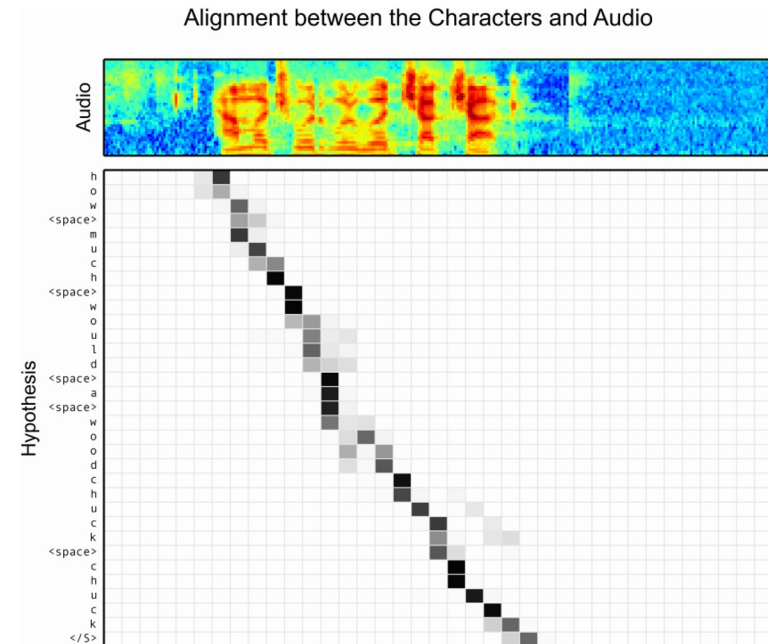 Alignment between the Characters and Audio
Audio
Hypothesis
h
o
w
<space>
m
u
c
h
<space>
w
o
u
l
d
<space>
a
<space>
w
o
o
d
c
h
u
c
k
<space>
c
h
u
c
k
</S>